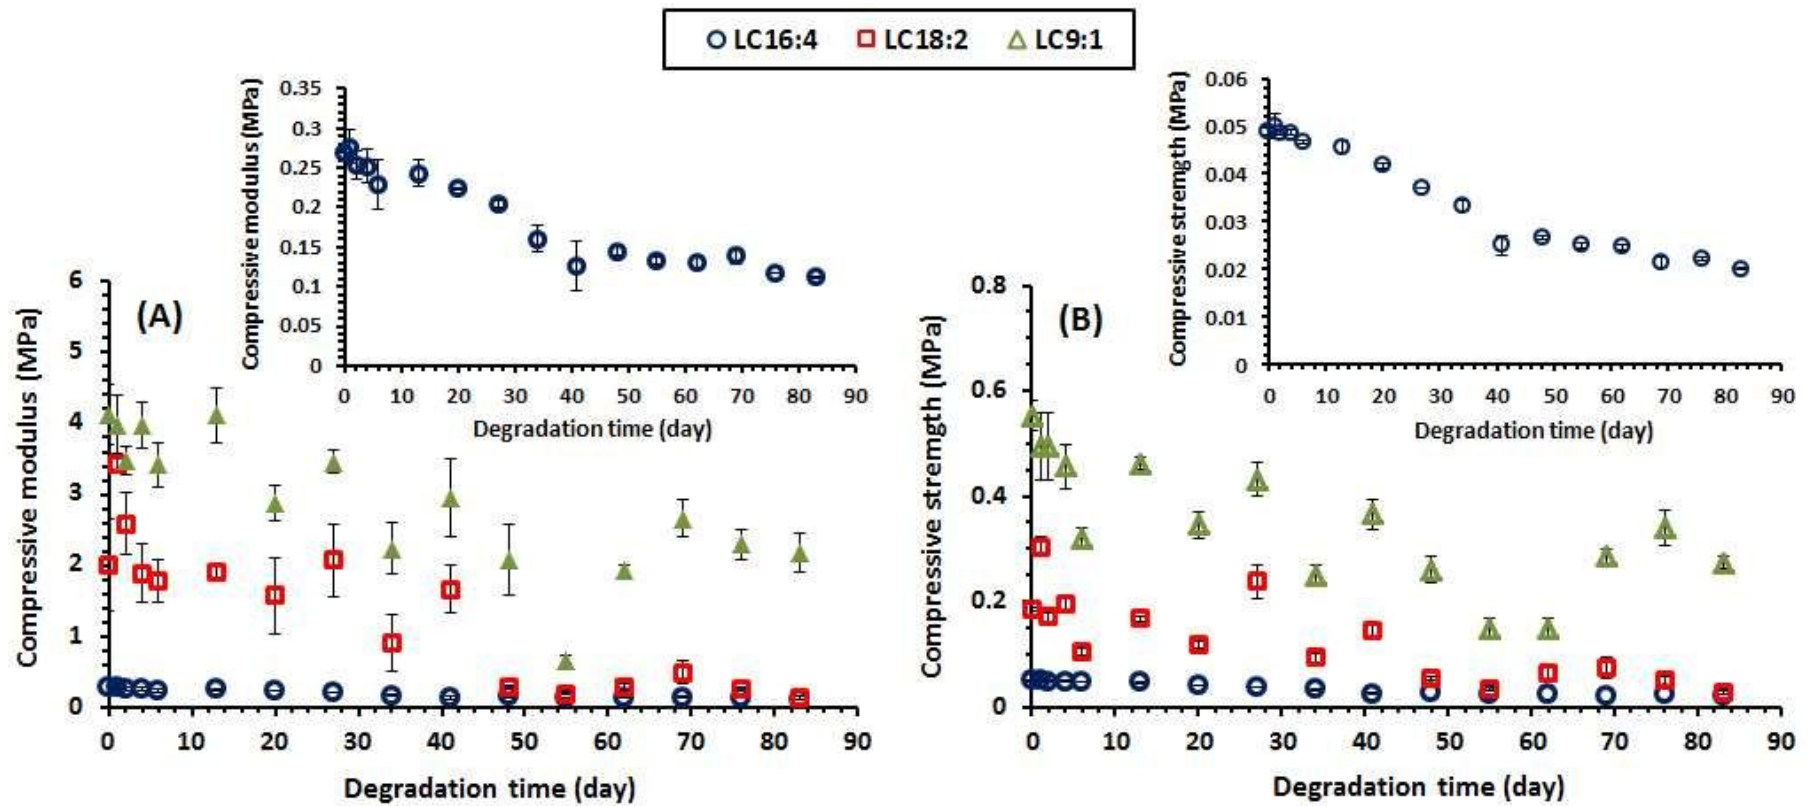 LC16:4 LC18:2 LC9:1
Compressive modulus (MPa)
0.35
0.3
0.25
0.2
0.15
0.1
0.05
0
0 10 20 30 40 50 60 70 80 90
Degradation time (day)
Compressive stremgth (MPa)
0.06
0.05
0.04
0.03
0.02
0.01
0
0 10 20 30 40 50 60 70 80 90
Degradation time (day)
(A)
Compressive modulus (MPa)
6
5
4
3
2
1
0
0 10 20 30 40 50 60 70 80 90
Degradation time (day)
(B)
Compressive stremgth (MPa)
0.8
0.6
0.4
0.2
0
0 10 20 30 40 50 60 70 80 90
Degradation time (day)